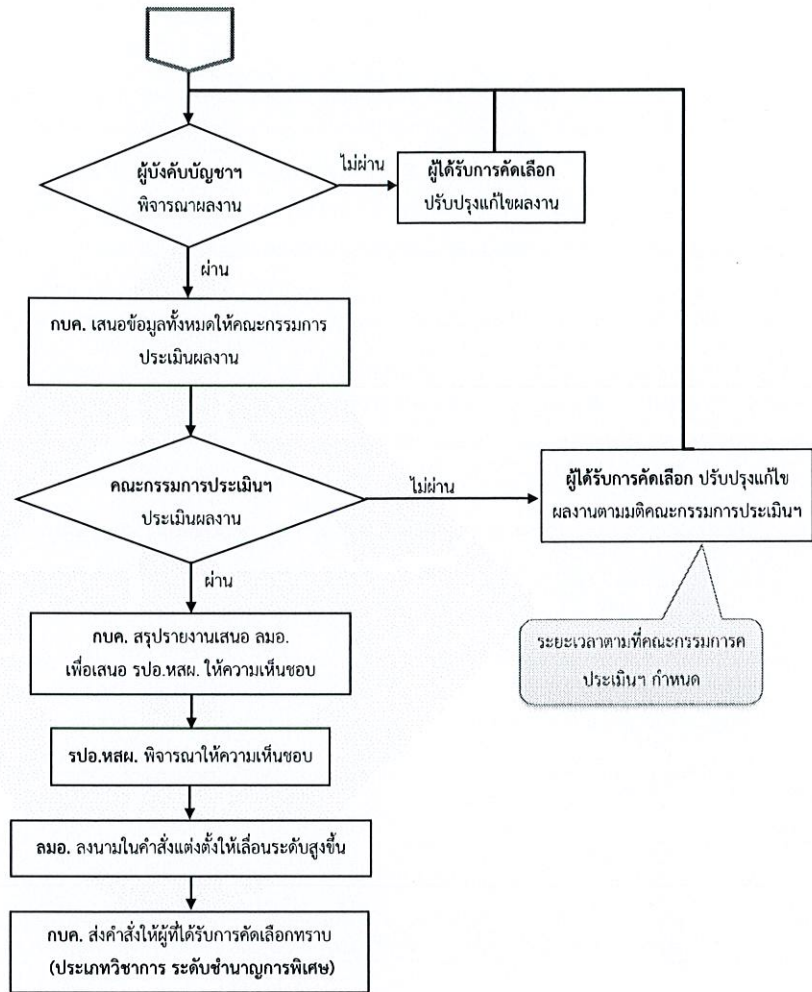 ผู้บังคับบัญชาฯ
พิจารณาผลงาน
ไม่ผ่าน
ผู้ได้รับการคัดเลือก
ปรับปรุงแก้ไขผลงาน
ผ่าน
กบค. เสนอข้อมูลทั้งหมดให้คณะกรรมการ
ประเมินผลงาน
คณะกรรมการประเมินฯ
ประเมินผลงาน
ไม่ผ่าน
ผู้ได้รับการคัดเลือก ปรับปรุงแก้ไข
ผลงานตามมติคณะกรรมการประเมินฯ
ผ่าน
ระยะเวลาตามที่คณะกรรมการค
ประเมินฯ กำหนด
กบค. สรุปรายงานเสนอ ลมอ.
เพื่อเสนอ รปอ.หสผ. ให้ความเห็นชอบ
รปอ.หสผ. พิจารณาให้ความเห็นชอบ
ลมอ. ลงนามในคำสั่งแต่งตั้งให้เลื่อนระดับสูงขึ้น
กบค. ส่งคำสั่งให้ผู้ที่ได้รับการคัดเลือกทราบ
(ประเภทวิชาการ ระดับชำนาญการพิเศษ)